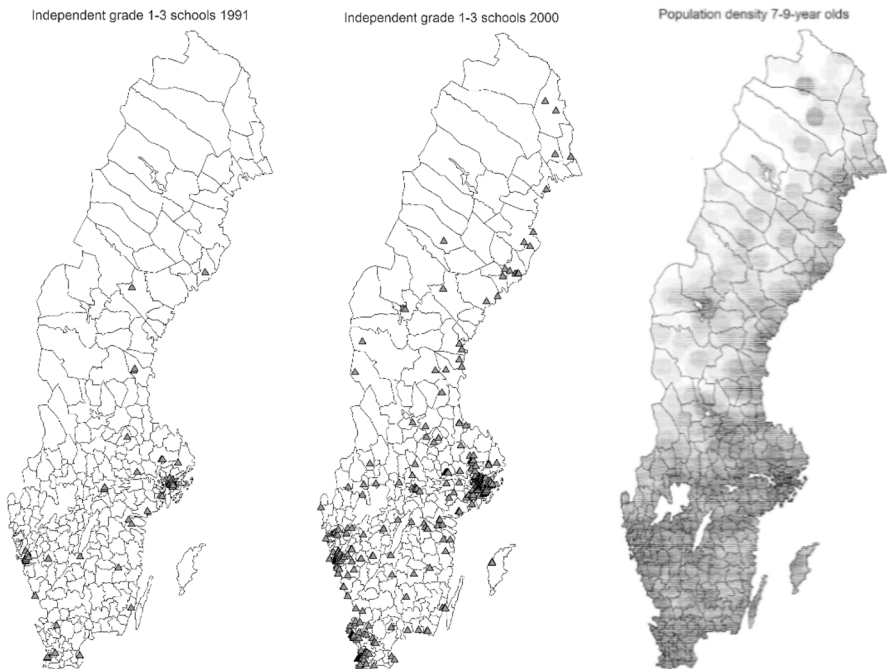 Independent grade 1-3 schools 1991
Independent grade 1-3 schools 2000
Population density 7-9-year olds